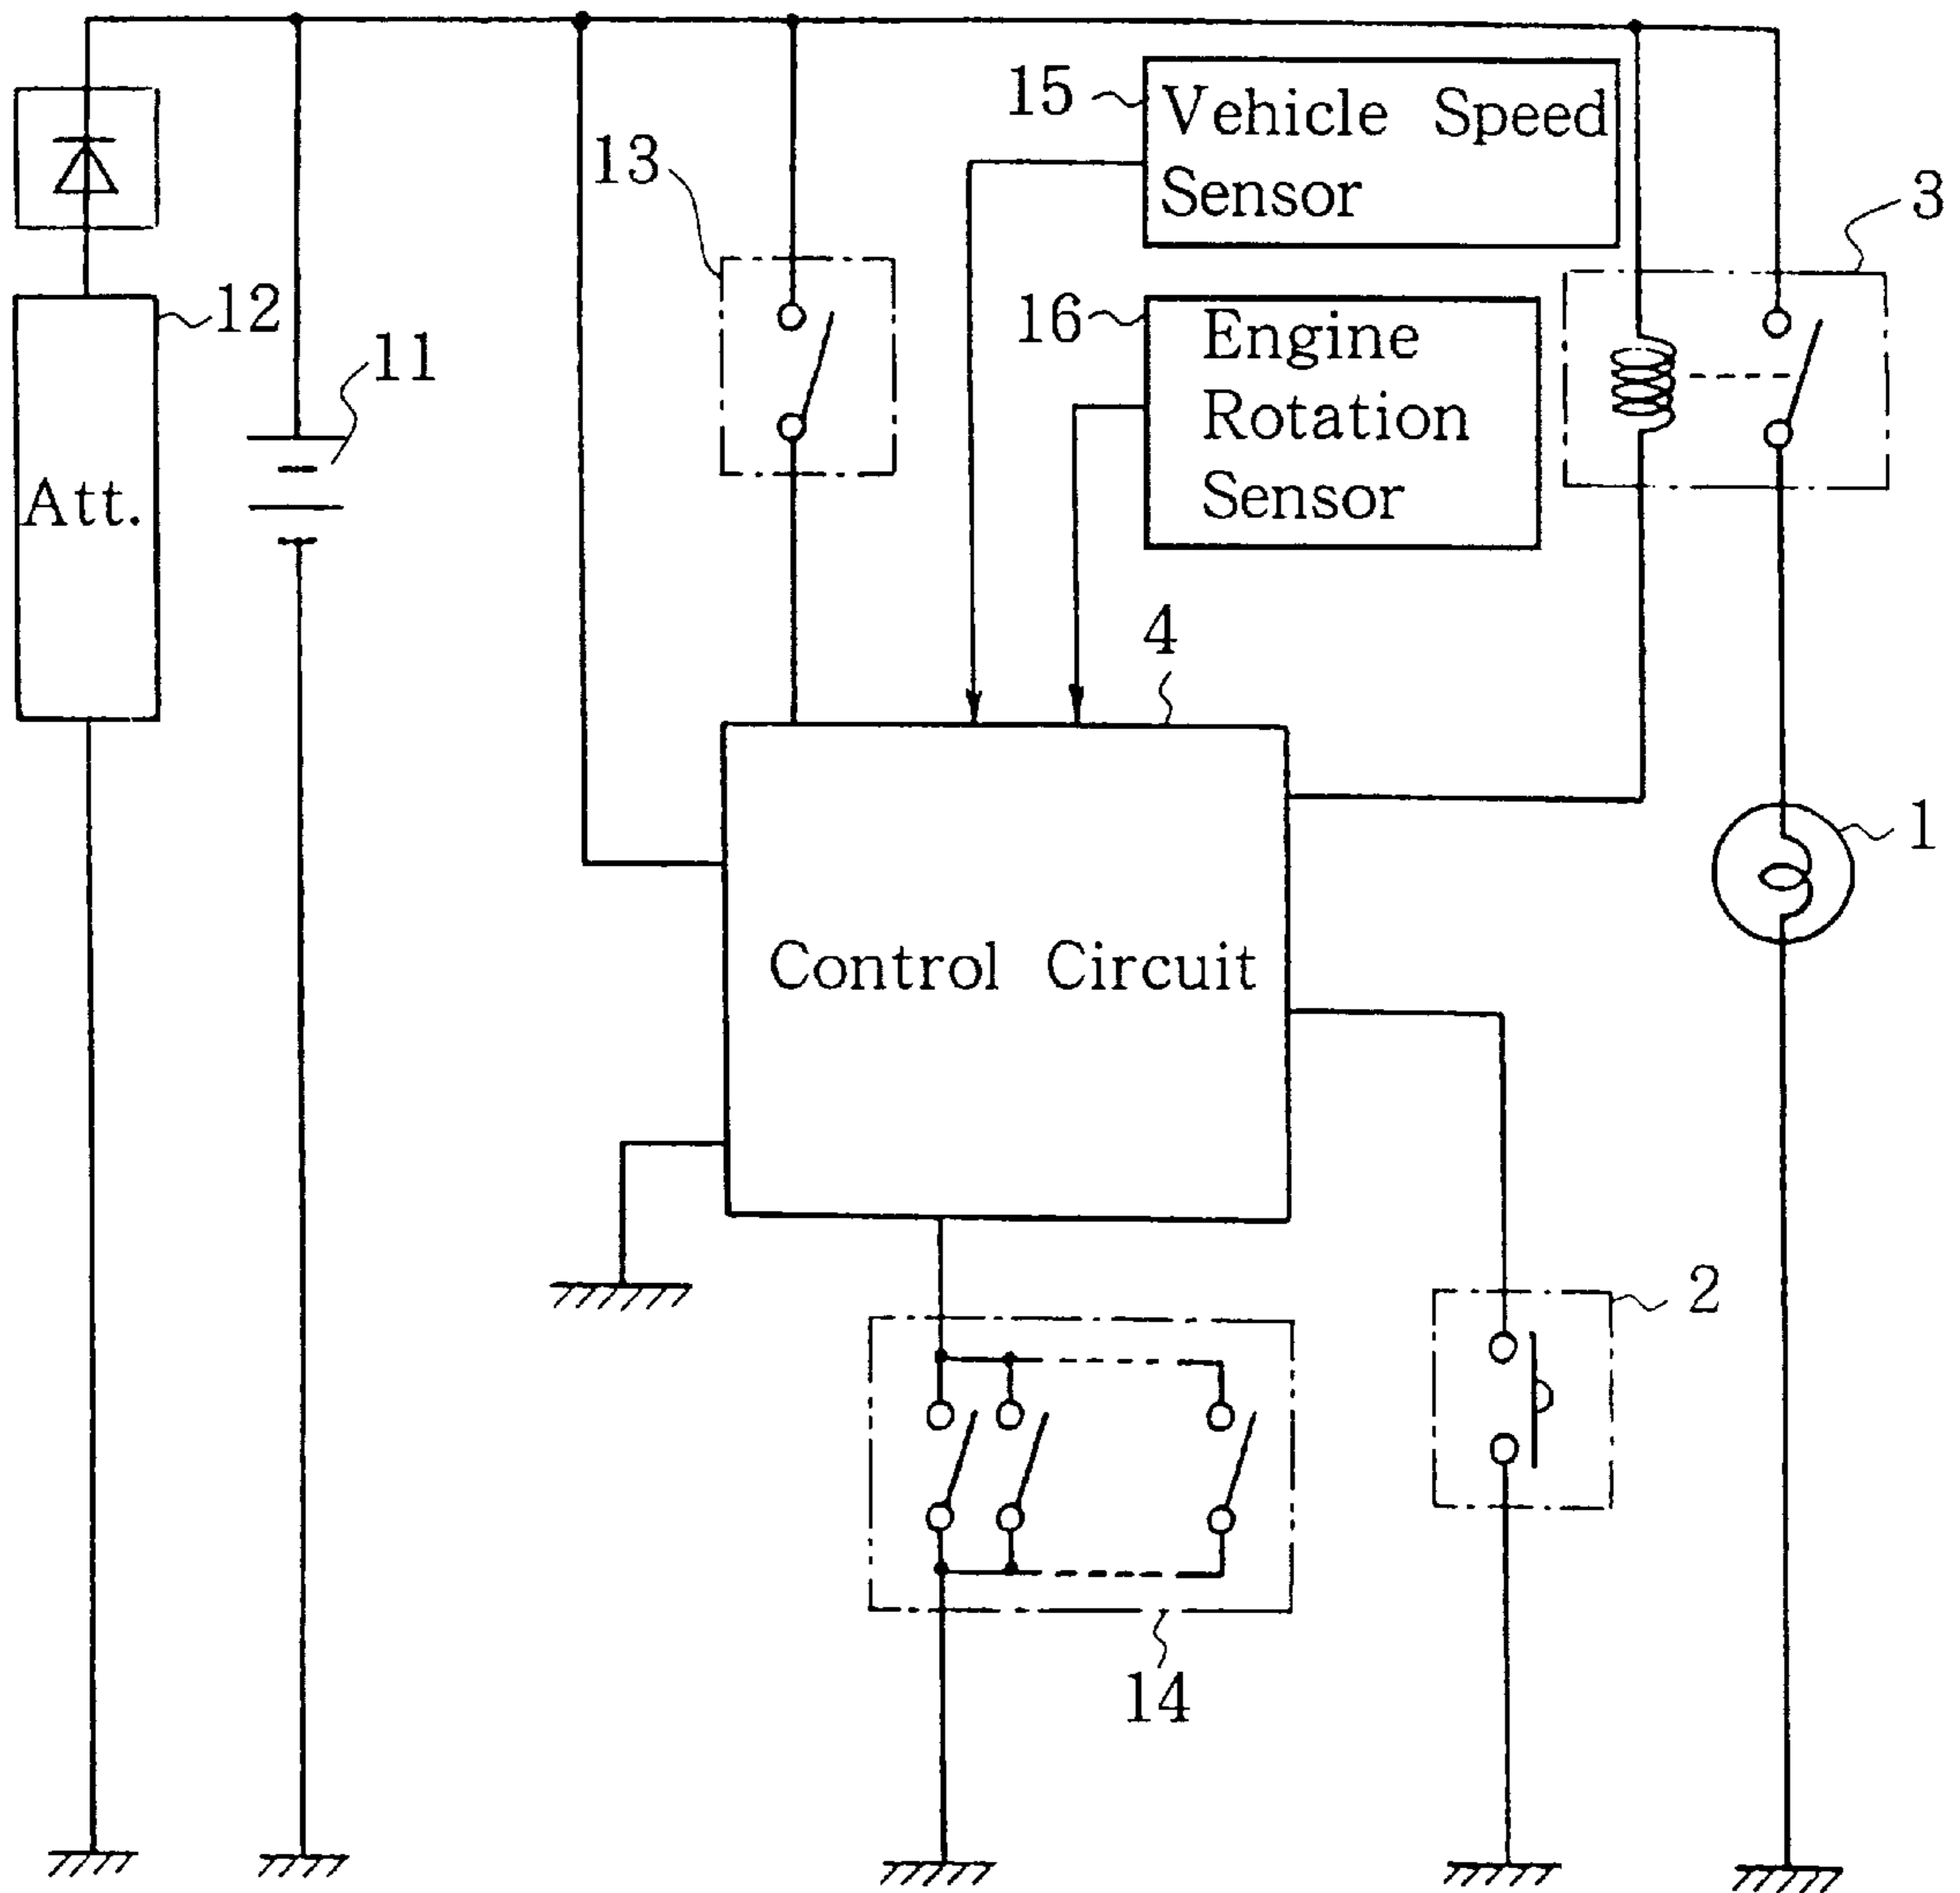 15
Vehicle Speed
Sensor
13
3
12
16
Engine
Rotation
Sensor
11
Att.
4
1
Control Circuit
2
14